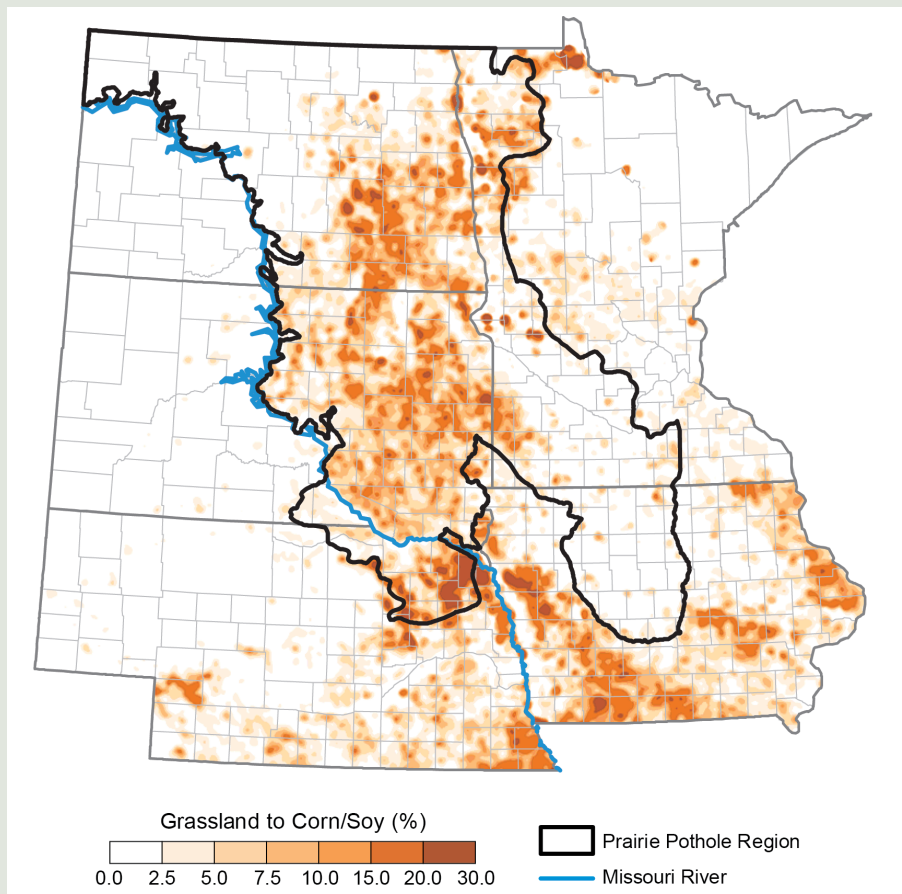 Grassland to Corn/Soy (%)
0.0 2.5 5.0 7.5 10.0 15.0 20.0 30.0
Prairie Pothole Region
Missouri River